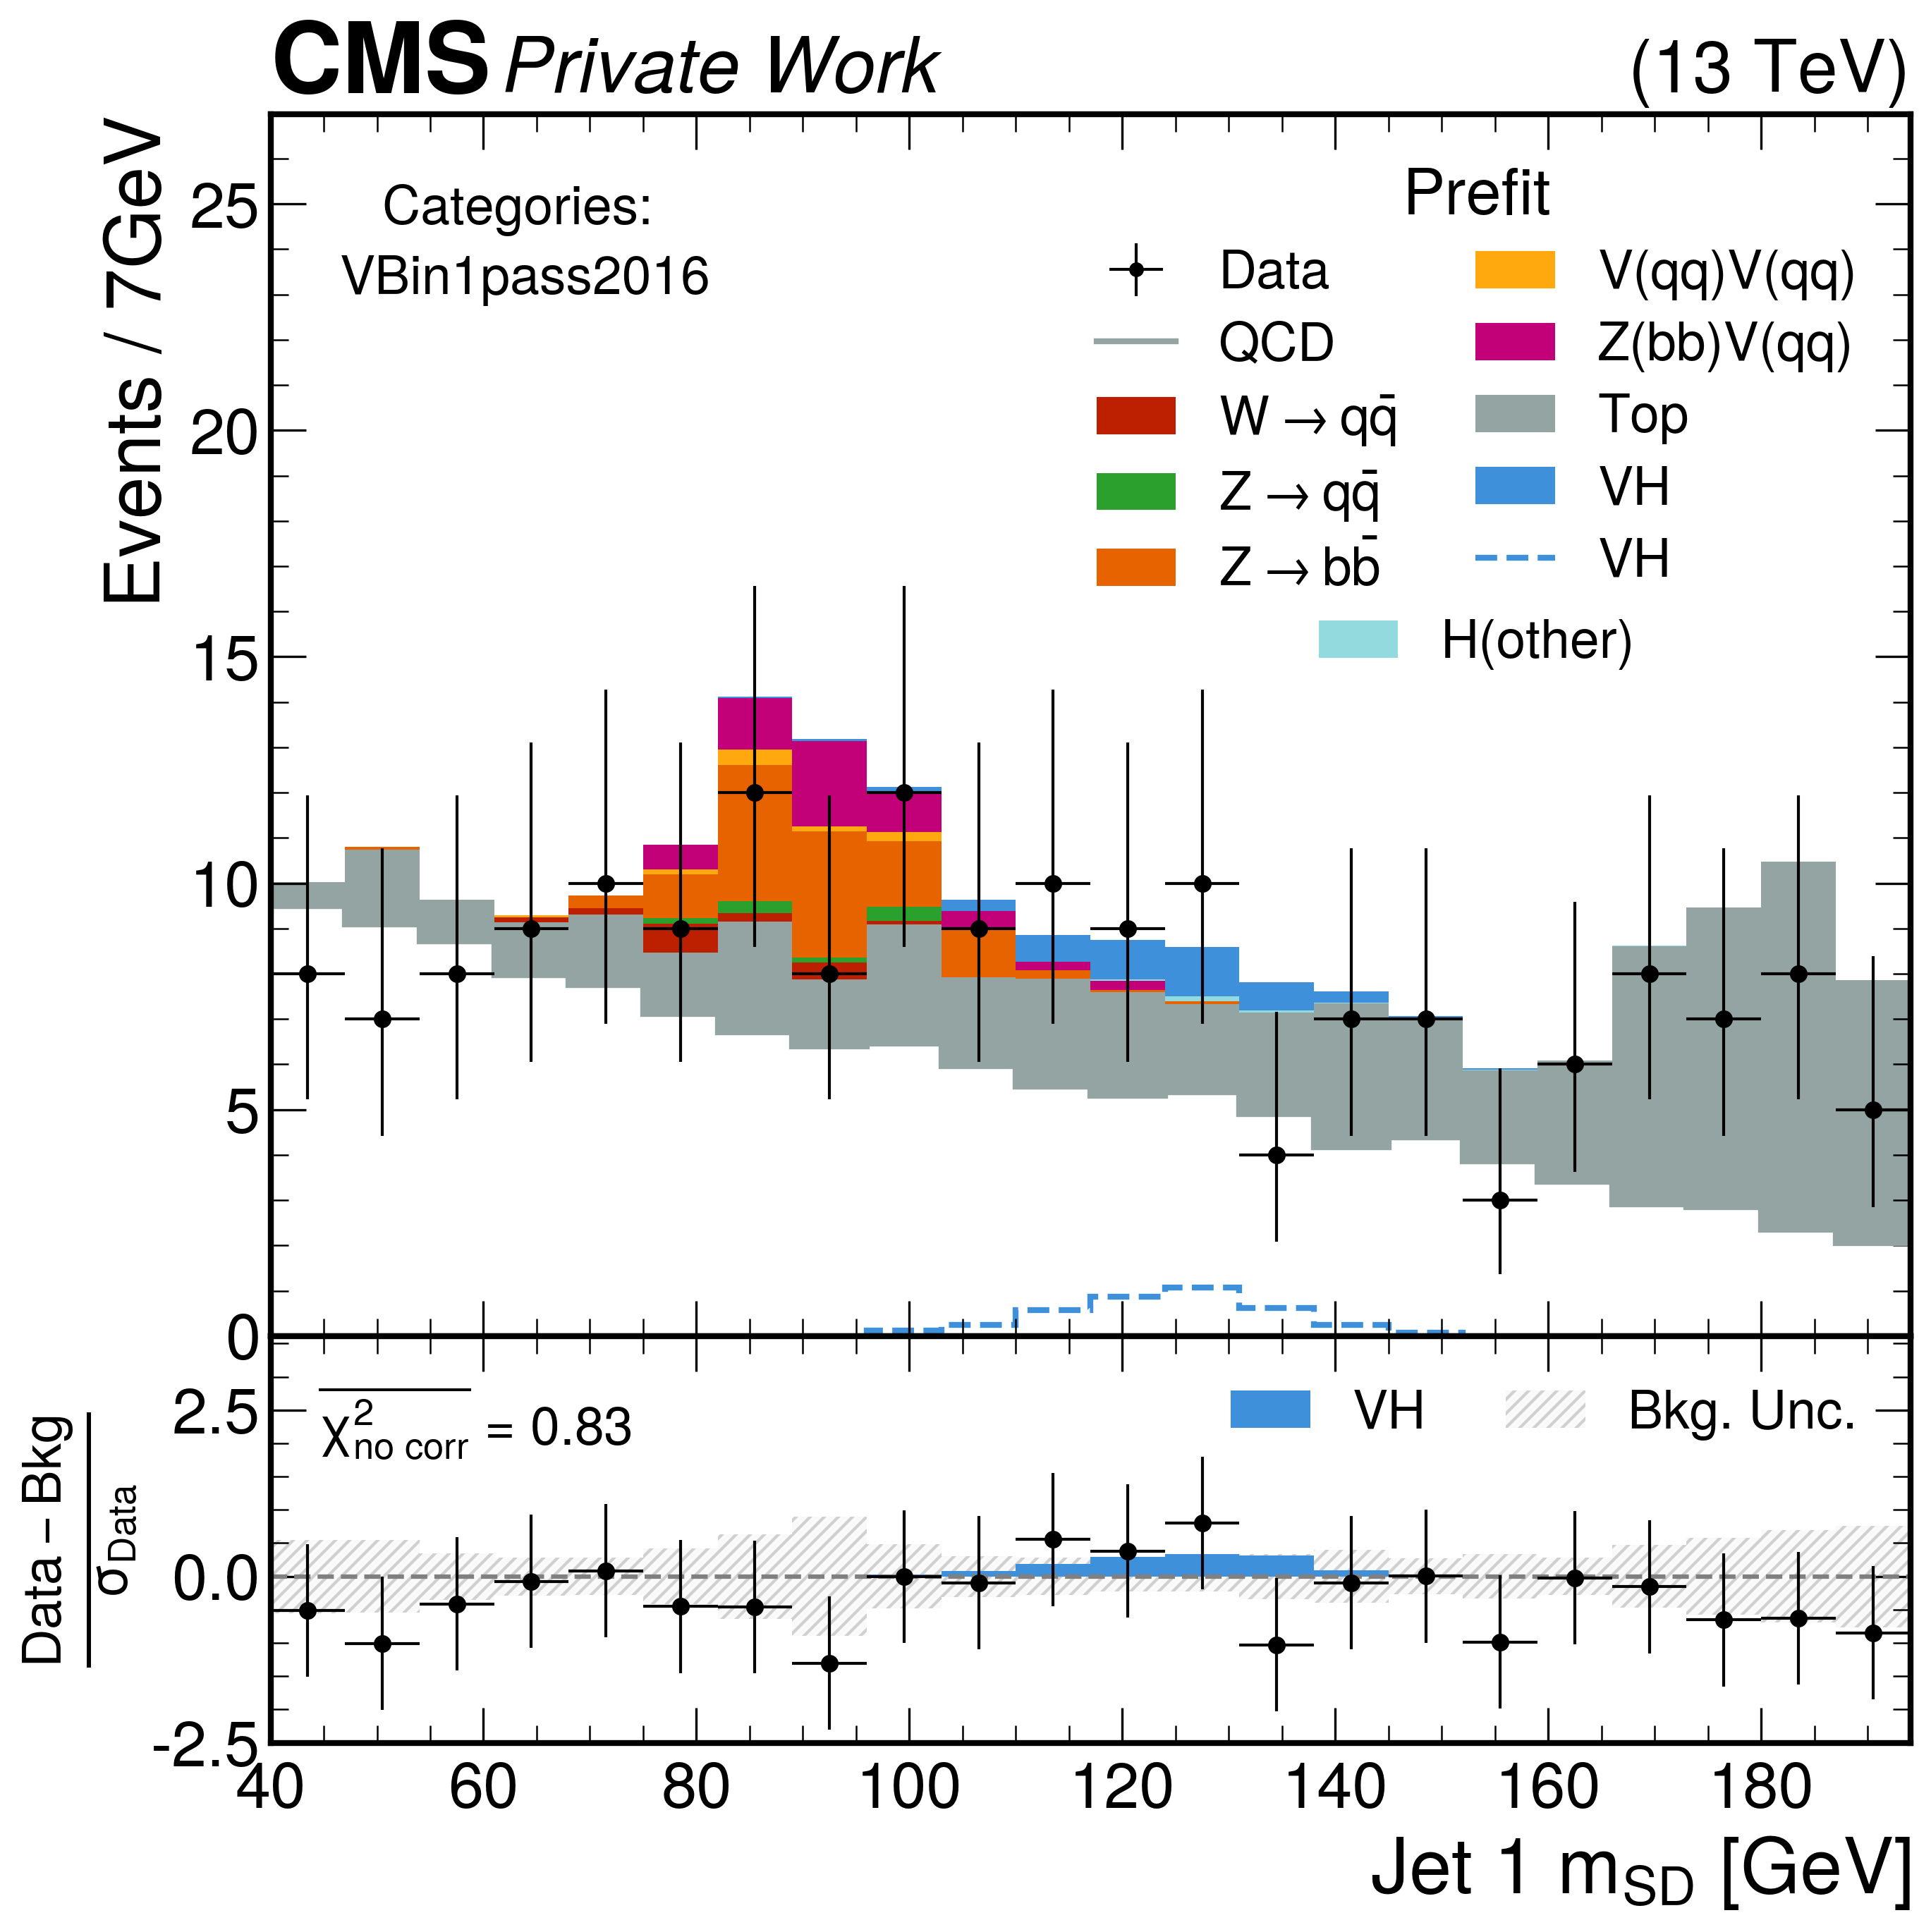 CMS Private Work (13 TeV)
Events / 7GeV
Categories:
VBin1pass2016
Prefit
Data
QCD
W → qq̄
Z → qq̄
Z → bb̄
V(qq)V(qq)
Z(bb)V(qq)
Top
VH
VH
H(other)
25
20
15
10
5
0
χ²no corr = 0.83
VH
Bkg. Unc.
Data − Bkg
σData
2.5
0.0
-2.5
40 60 80 100 120 140 160 180
Jet 1 mSD [GeV]